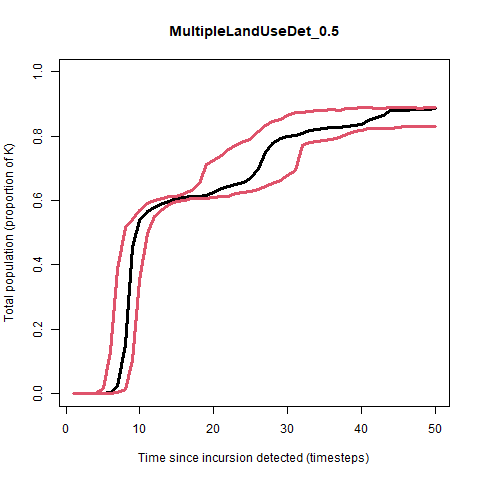 MultipleLandUseDet_0.5
Total population (proportion of K)
1.0
0.8
0.6
0.4
0.2
0.0
0 10 20 30 40 50
Time since incursion detected (timesteps)